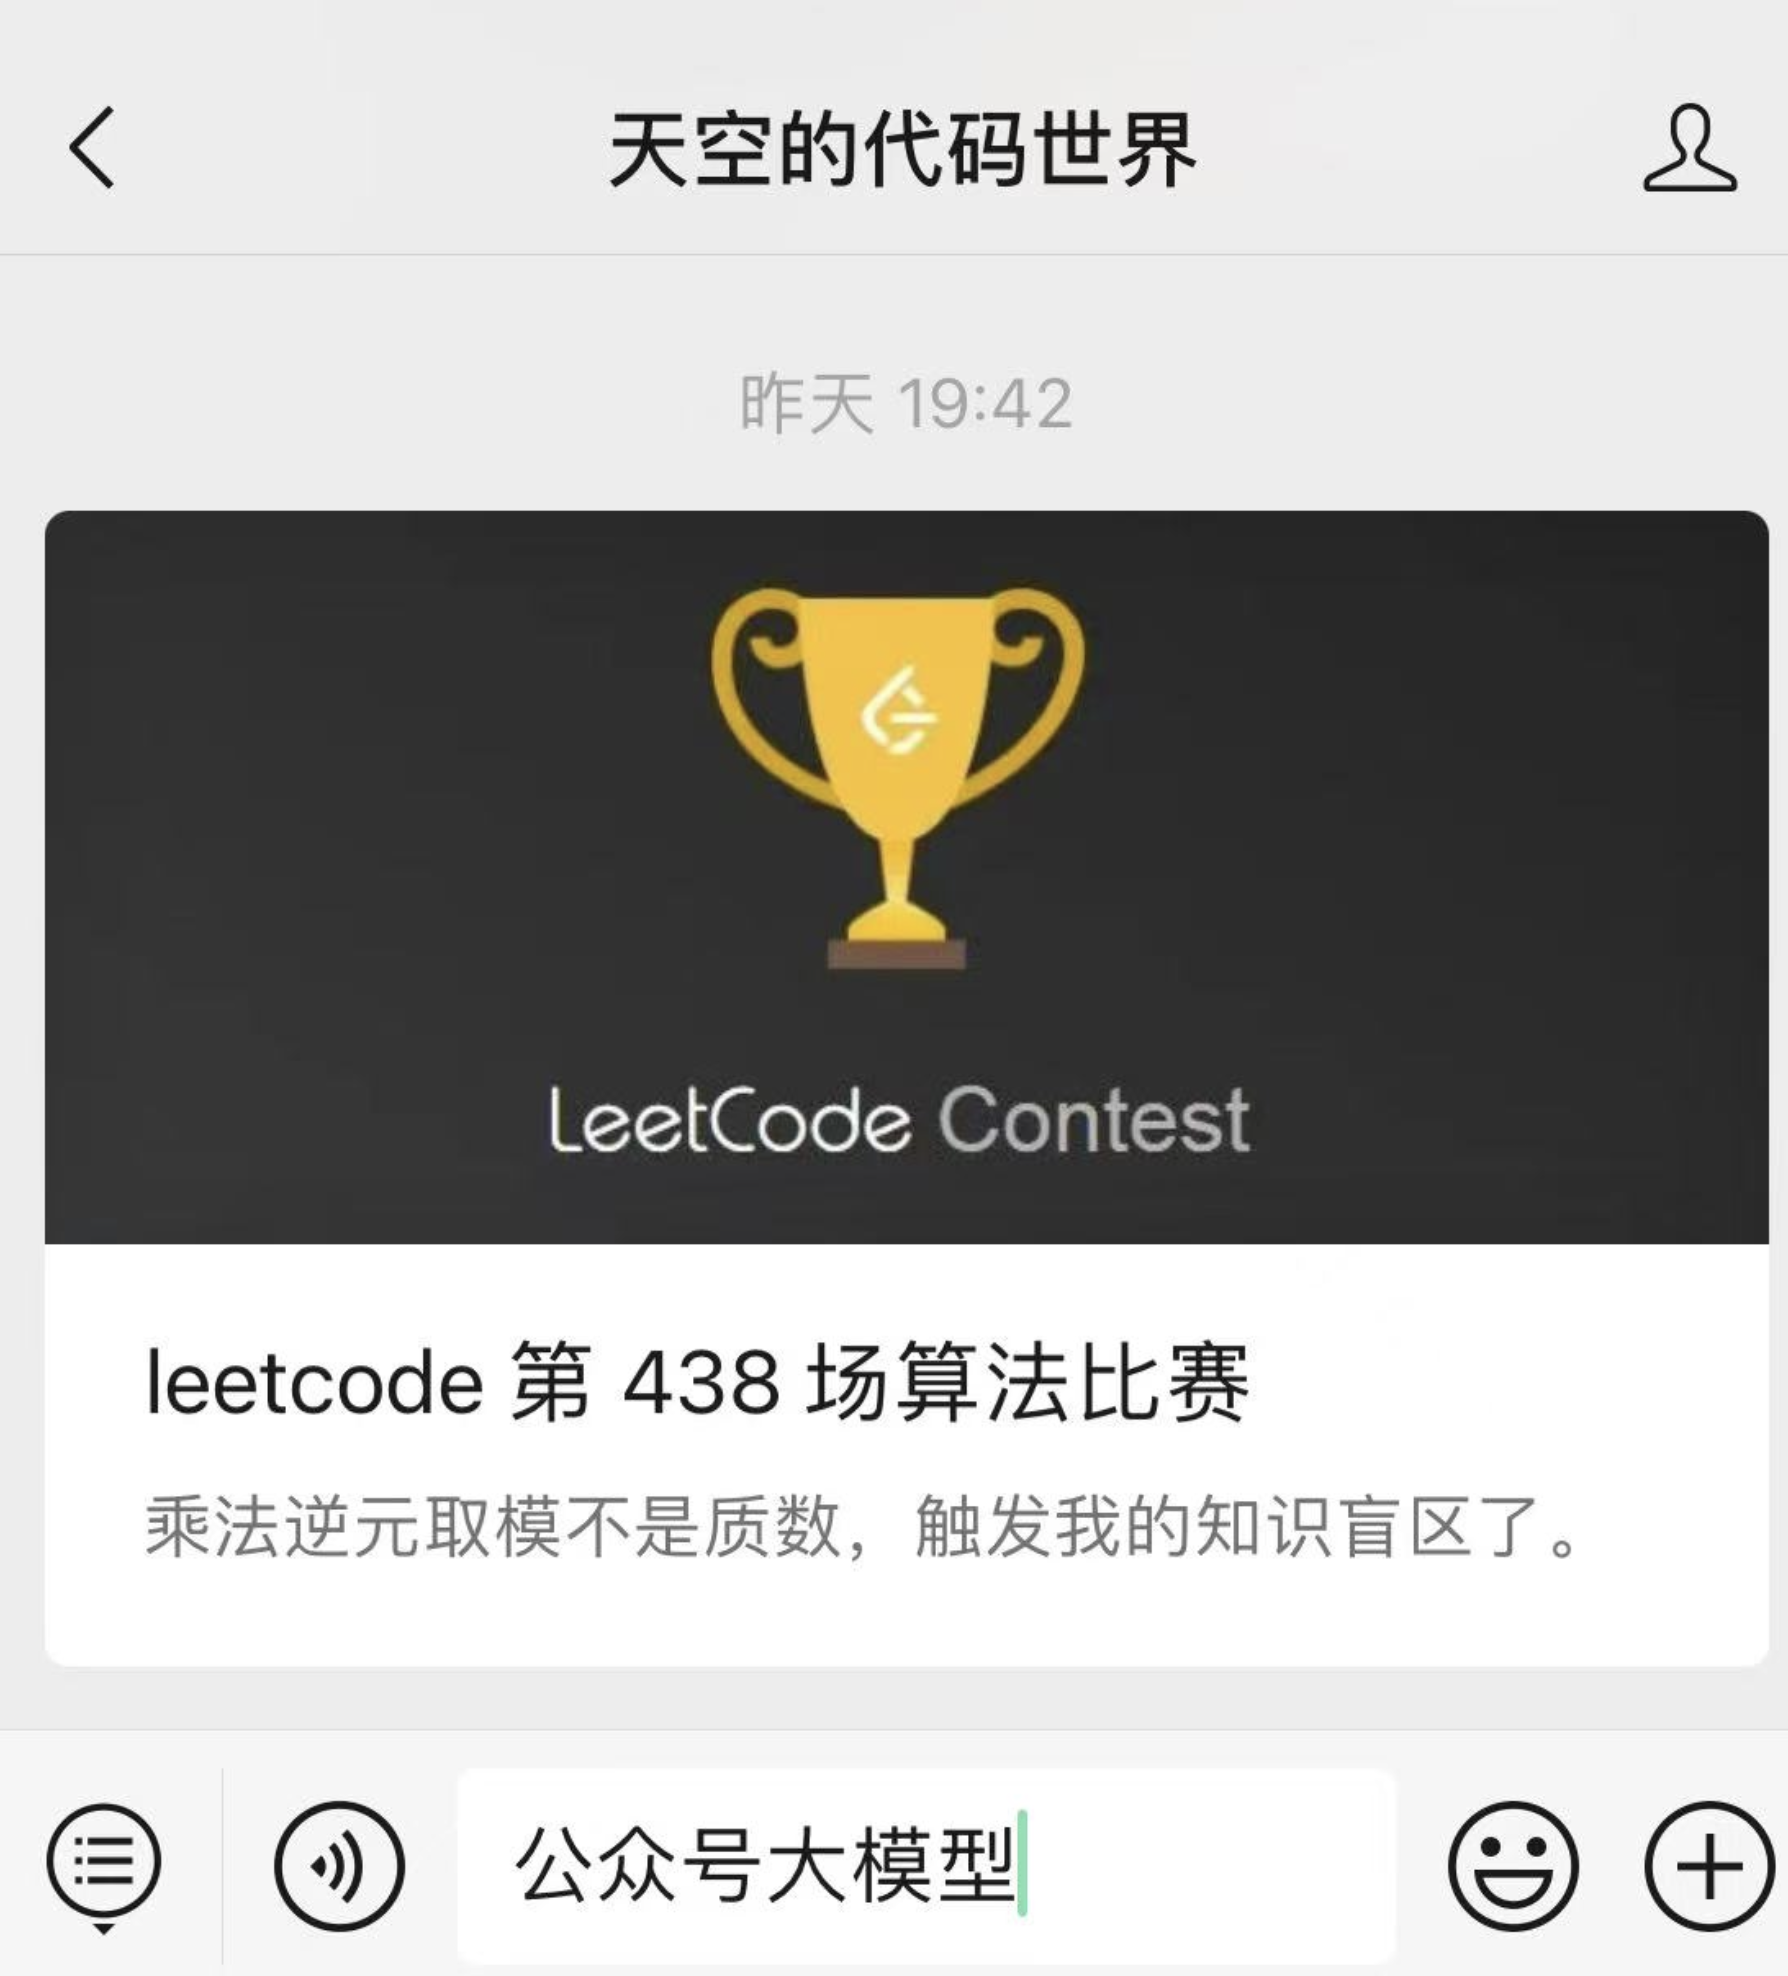 天空的代码世界
昨天 19:42
LeetCode Contest
leetcode 第 438 场算法比赛
乘法逆元取模不是质数，触发我的知识盲区了。
公众号大模型